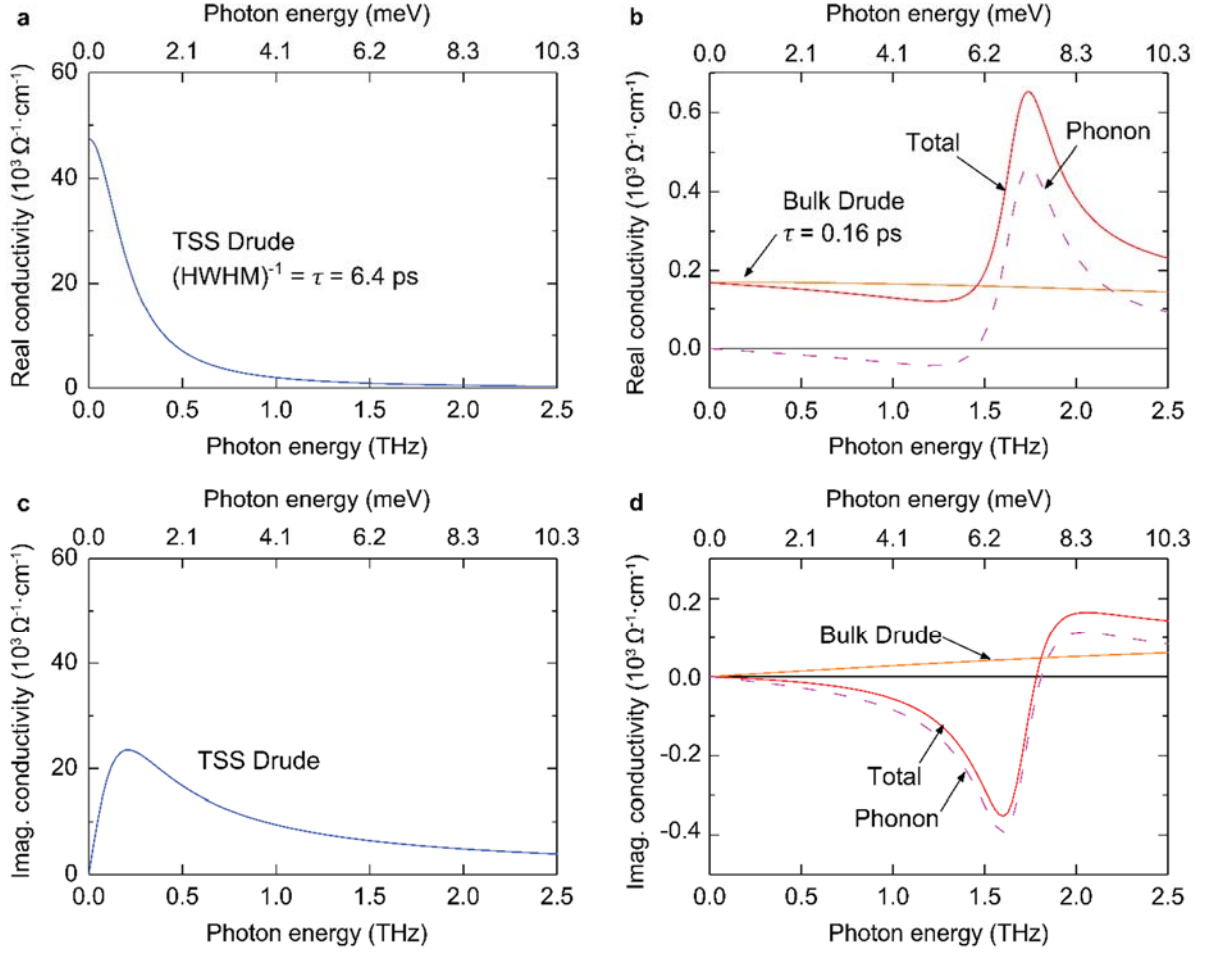 a
Photon energy (meV)
0.0 2.1 4.1 6.2 8.3 10.3
Real conductivity (10³ Ω⁻¹·cm⁻¹)
60
40
20
0
TSS Drude
(HWHM)⁻¹ = τ = 6.4 ps
0.0 0.5 1.0 1.5 2.0 2.5
Photon energy (THz)
b
Photon energy (meV)
0.0 2.1 4.1 6.2 8.3 10.3
Real conductivity (10³ Ω⁻¹·cm⁻¹)
0.6
0.4
0.2
0.0
Total
Phonon
Bulk Drude
τ = 0.16 ps
0.0 0.5 1.0 1.5 2.0 2.5
Photon energy (THz)
c
Photon energy (meV)
0.0 2.1 4.1 6.2 8.3 10.3
Imag. conductivity (10³ Ω⁻¹·cm⁻¹)
60
40
20
0
TSS Drude
0.0 0.5 1.0 1.5 2.0 2.5
Photon energy (THz)
d
Photon energy (meV)
0.0 2.1 4.1 6.2 8.3 10.3
Imag. conductivity (10³ Ω⁻¹·cm⁻¹)
0.2
0.0
-0.2
-0.4
Bulk Drude
Total
Phonon
0.0 0.5 1.0 1.5 2.0 2.5
Photon energy (THz)